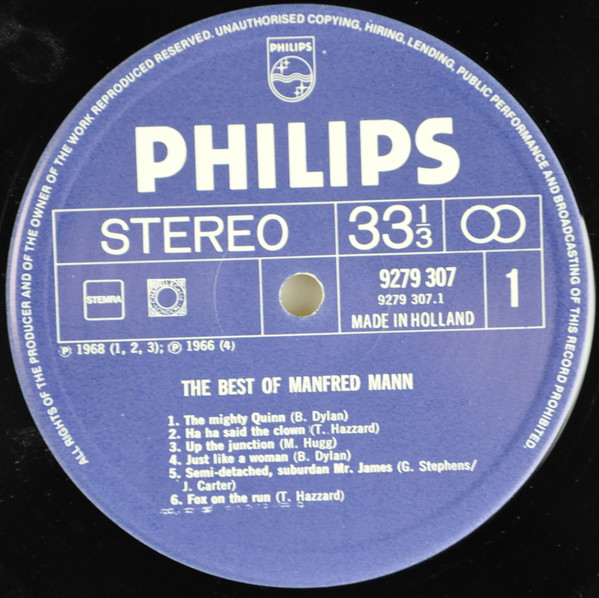 ALL RIGHTS OF THE PRODUCER AND OF THE OWNER OF THE WORK REPRODUCED RESERVED. UNAUTHORISED COPYING, HIRING, LENDING, PUBLIC PERFORMANCE AND BROADCASTING OF THIS RECORD PROHIBITED.
PHILIPS
PHILIPS
STEREO 33⅓
STEMRA
9279 307
9279 307.1
MADE IN HOLLAND
1
℗ 1968 (1, 2, 3); ℗ 1966 (4)
THE BEST OF MANFRED MANN
1. The mighty Quinn (B. Dylan)
2. Ha ha said the clown (T. Hazzard)
3. Up the junction (M. Hugg)
4. Just like a woman (B. Dylan)
5. Semi-detached, suburdan Mr. James (G. Stephens/
J. Carter)
6. Fox on the run (T. Hazzard)